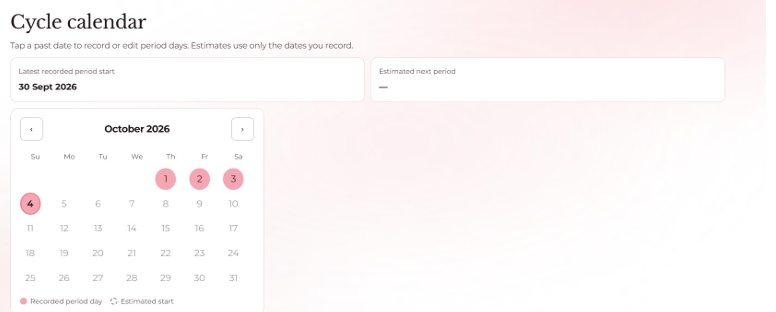 Cycle calendar
Tap a past date to record or edit period days. Estimates use only the dates you record.
Latest recorded period start
30 Sept 2026
Estimated next period
—
‹ October 2026 ›
Su Mo Tu We Th Fr Sa
1 2 3
4 5 6 7 8 9 10
11 12 13 14 15 16 17
18 19 20 21 22 23 24
25 26 27 28 29 30 31
Recorded period day Estimated start